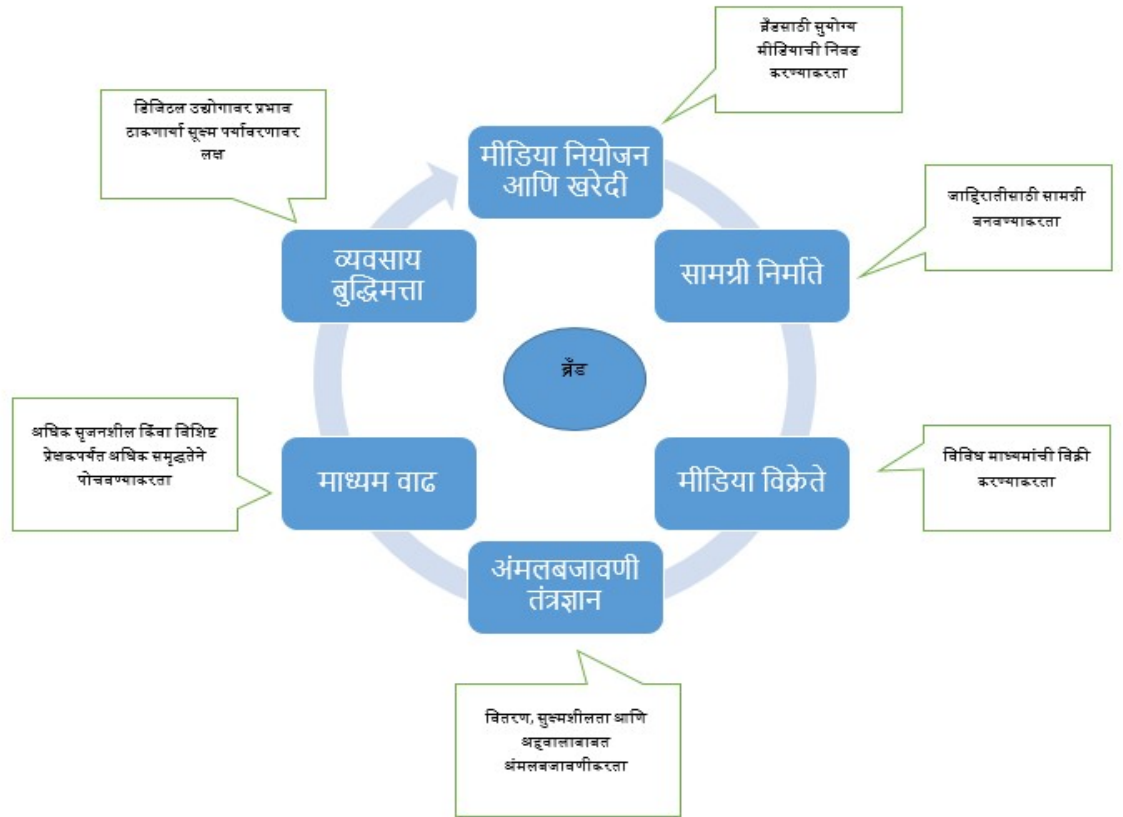 ब्रँडसाठी सुयोग्य
मीडियाची निवड
करण्याकरता
डिजिटल उद्योगावर प्रभाव
टाकणार्या सूक्ष्म पर्यावरणावर
लक्ष
मीडिया नियोजन
आणि खरेदी
जाहिरातीसाठी सामग्री
बनवण्याकरता
व्यवसाय
बुद्धिमत्ता
सामग्री निर्माते
ब्रँड
अधिक सृजनशील किंवा विशिष्ट
प्रेक्षकपर्यंत अधिक समृद्धतेने
पोचवण्याकरता
माध्यम वाढ
मीडिया विक्रेते
विविध माध्यमांची विक्री
करण्याकरता
अंमलबजावणी
तंत्रज्ञान
वितरण, सुक्ष्मशीलता आणि
अहवालाबाबत
अंमलबजावणीकरता